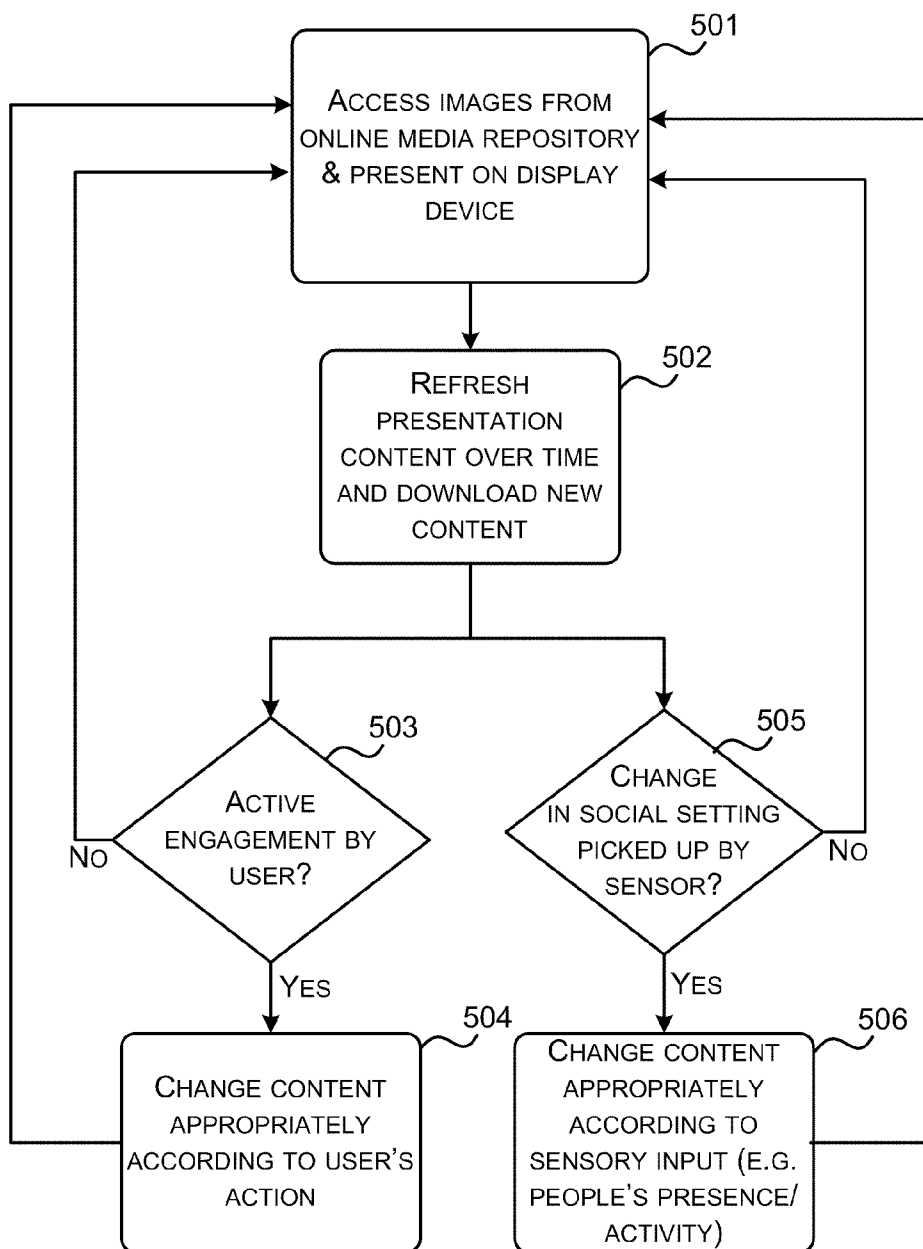 501
ACCESS IMAGES FROM
ONLINE MEDIA REPOSITORY
& PRESENT ON DISPLAY
DEVICE
502
REFRESH
PRESENTATION
CONTENT OVER TIME
AND DOWNLOAD NEW
CONTENT
503
ACTIVE
ENGAGEMENT BY
USER?
NO
YES
504
CHANGE CONTENT
APPROPRIATELY
ACCORDING TO USER'S
ACTION
505
CHANGE
IN SOCIAL SETTING
PICKED UP BY
SENSOR?
NO
YES
506
CHANGE CONTENT
APPROPRIATELY
ACCORDING TO
SENSORY INPUT (E.G.
PEOPLE'S PRESENCE/
ACTIVITY)